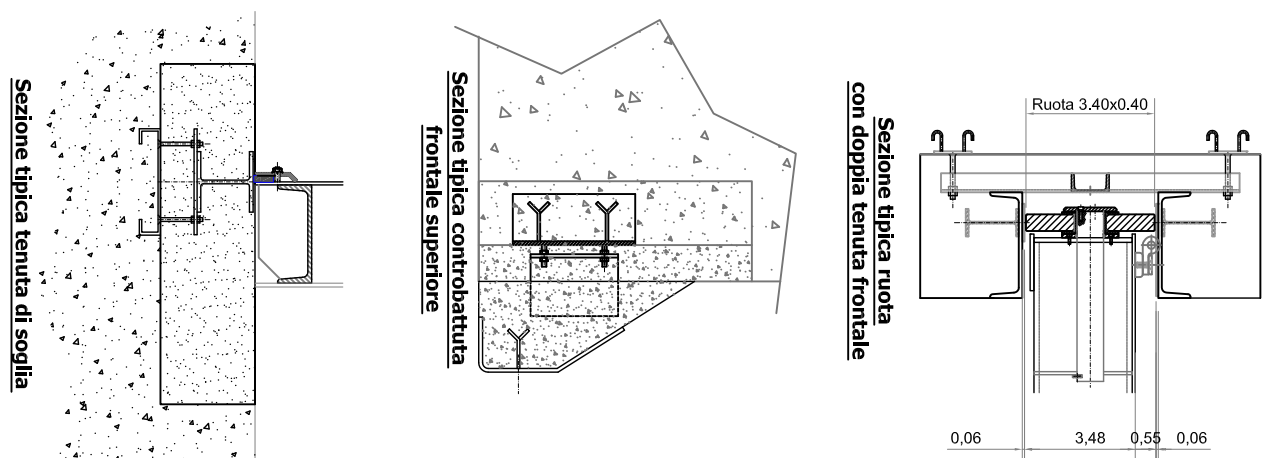 Sezione tipica tenuta di soglia
Sezione tipica controbattuta
frontale superiore
Sezione tipica ruota
con doppia tenuta frontale
Ruota 3.40x0.40
0,06
3,48
0,55
0,06